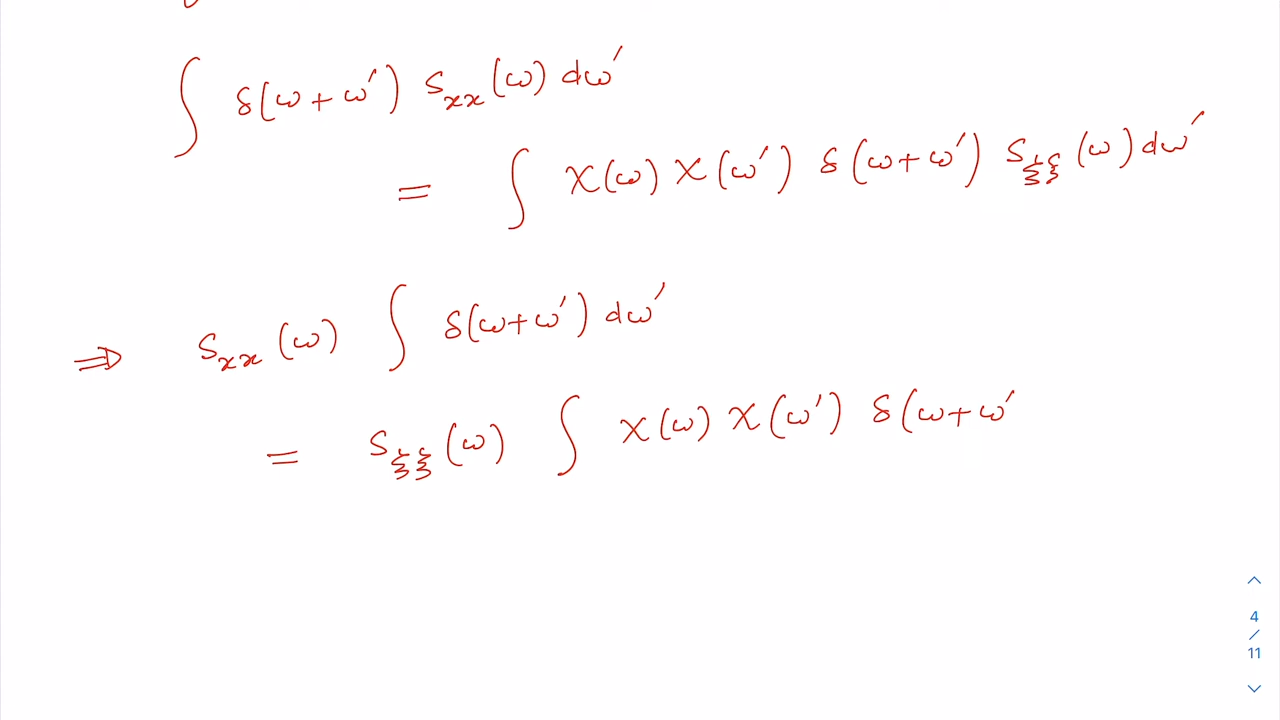 ∫ δ(ω+ω′) S_xx(ω) dω′
= ∫ χ(ω) χ(ω′) δ(ω+ω′) S_ξξ(ω) dω′
⇒ S_xx(ω) ∫ δ(ω+ω′) dω′
= S_ξξ(ω) ∫ χ(ω) χ(ω′) δ(ω+ω′
4
/
11